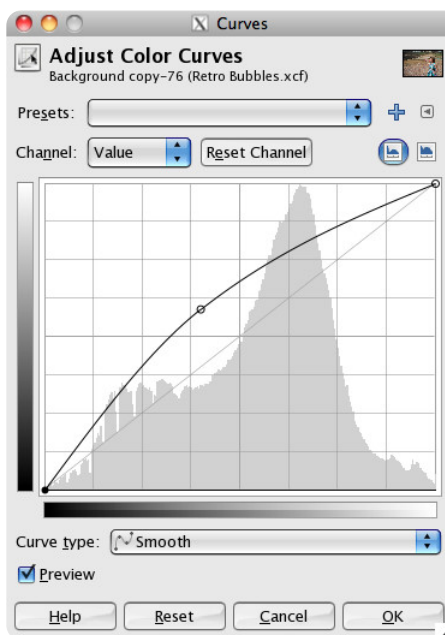 Curves
Adjust Color Curves
Background copy-76 (Retro Bubbles.xcf)
Presets:
Channel: Value Reset Channel
Curve type: Smooth
Preview
Help Reset Cancel OK